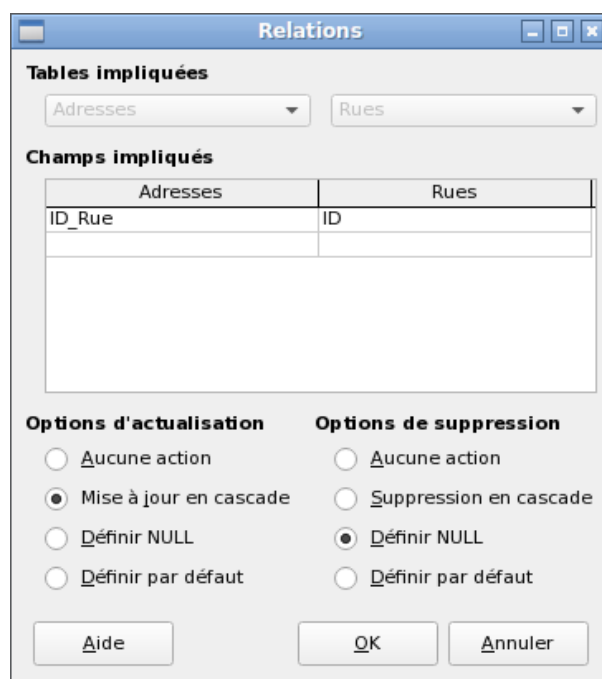 Relations
Tables impliquées
Adresses Rues
Champs impliqués
Adresses Rues
ID_Rue ID
Options d'actualisation Options de suppression
Aucune action Aucune action
Mise à jour en cascade Suppression en cascade
Définir NULL Définir NULL
Définir par défaut Définir par défaut
Aide OK Annuler